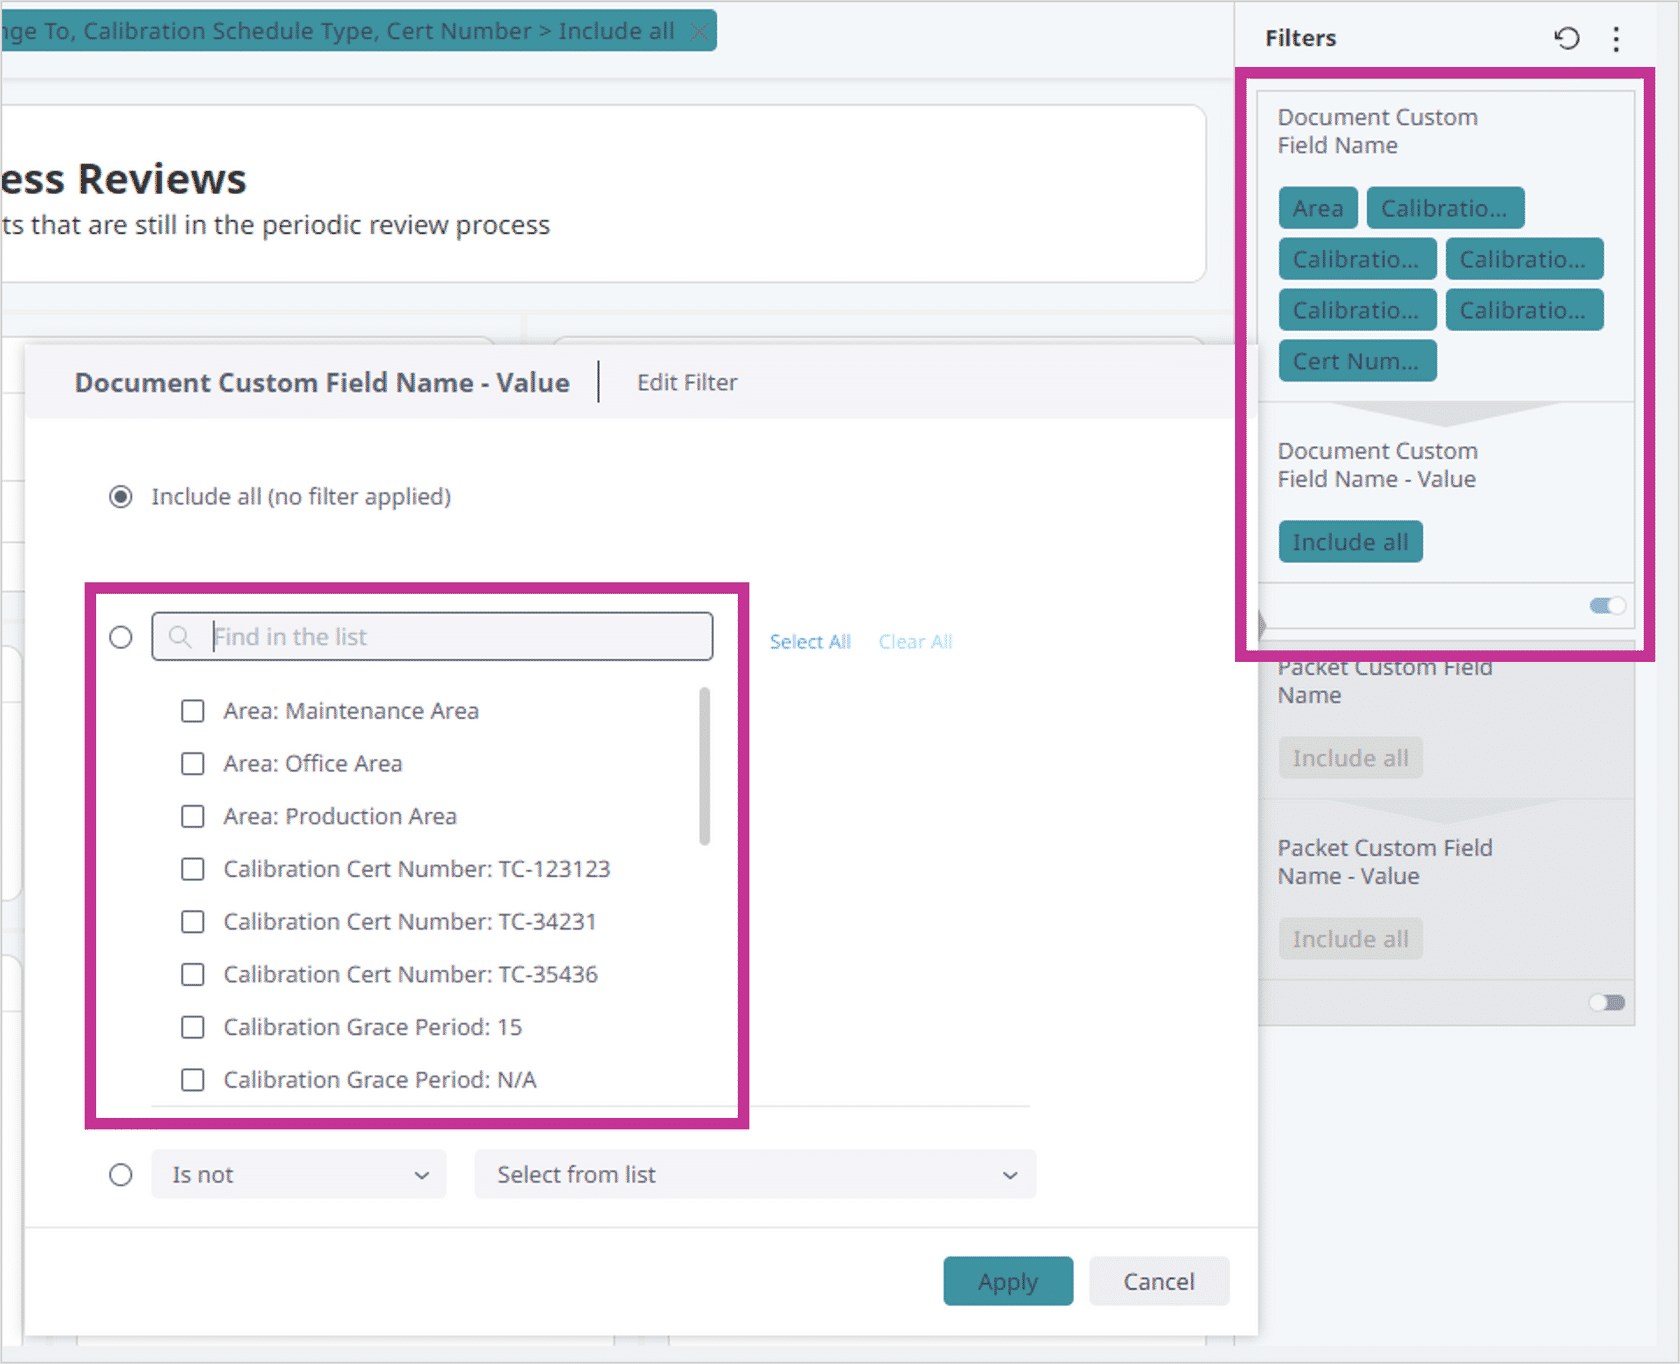 nge To, Calibration Schedule Type, Cert Number > Include all
ess Reviews
ts that are still in the periodic review process
Filters
Document Custom
Field Name
Area Calibratio...
Calibratio... Calibratio...
Calibratio... Calibratio...
Cert Num...
Document Custom
Field Name - Value
Include all
Packet Custom Field
Name
Include all
Packet Custom Field
Name - Value
Include all
Document Custom Field Name - Value Edit Filter
Include all (no filter applied)
Find in the list
Select All Clear All
Area: Maintenance Area
Area: Office Area
Area: Production Area
Calibration Cert Number: TC-123123
Calibration Cert Number: TC-34231
Calibration Cert Number: TC-35436
Calibration Grace Period: 15
Calibration Grace Period: N/A
Is not Select from list
Apply Cancel